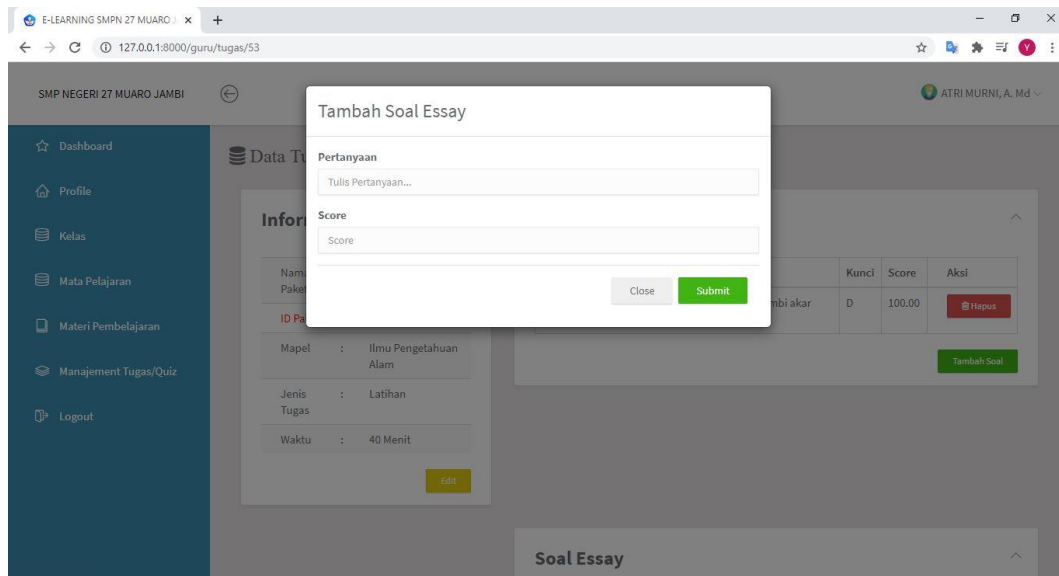 E-LEARNING SMPN 27 MUARO J
127.0.0.1:8000/guru/tugas/53
Y
SMP NEGERI 27 MUARO JAMBI
ATRI MURNI, A. Md
Dashboard
Profile
Kelas
Mata Pelajaran
Materi Pembelajaran
Manajement Tugas/Quiz
Logout
Data Tu
Tambah Soal Essay
Pertanyaan
Tulis Pertanyaan...
Score
Score
Close
Submit
Infor
Nama
Paket
ID Pa
Mapel : Ilmu Pengetahuan
Alam
Jenis : Latihan
Tugas
Waktu : 40 Menit
Edit
Kunci Score Aksi
mbi akar D 100.00 Hapus
Tambah Soal
Soal Essay